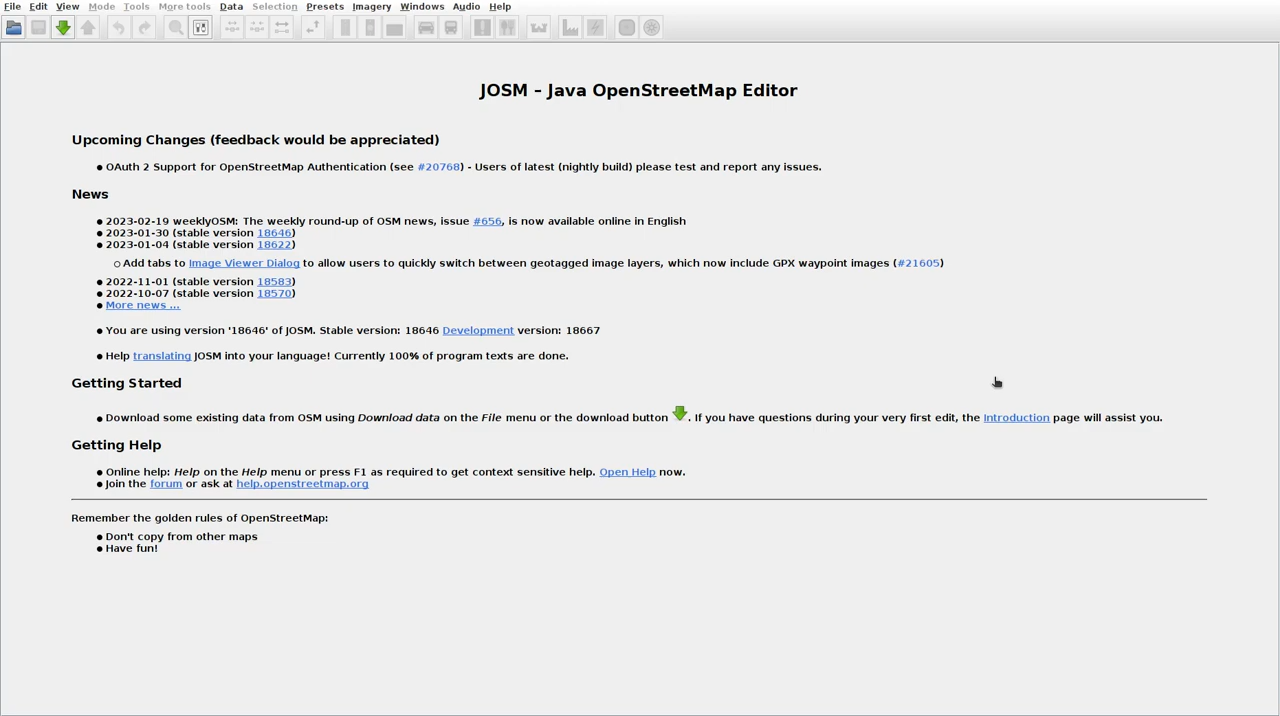 File Edit View Mode Tools More tools Data Selection Presets Imagery Windows Audio Help
JOSM – Java OpenStreetMap Editor
Upcoming Changes (feedback would be appreciated)
● OAuth 2 Support for OpenStreetMap Authentication (see #20768) - Users of latest (nightly build) please test and report any issues.
News
● 2023-02-19 weeklyOSM: The weekly round-up of OSM news, issue #656, is now available online in English
● 2023-01-30 (stable version 18646)
● 2023-01-04 (stable version 18622)
○ Add tabs to Image Viewer Dialog to allow users to quickly switch between geotagged image layers, which now include GPX waypoint images (#21605)
● 2022-11-01 (stable version 18583)
● 2022-10-07 (stable version 18570)
● More news ...
● You are using version '18646' of JOSM. Stable version: 18646 Development version: 18667
● Help translating JOSM into your language! Currently 100% of program texts are done.
Getting Started
● Download some existing data from OSM using Download data on the File menu or the download button . If you have questions during your very first edit, the Introduction page will assist you.
Getting Help
● Online help: Help on the Help menu or press F1 as required to get context sensitive help. Open Help now.
● Join the forum or ask at help.openstreetmap.org
Remember the golden rules of OpenStreetMap:
● Don't copy from other maps
● Have fun!